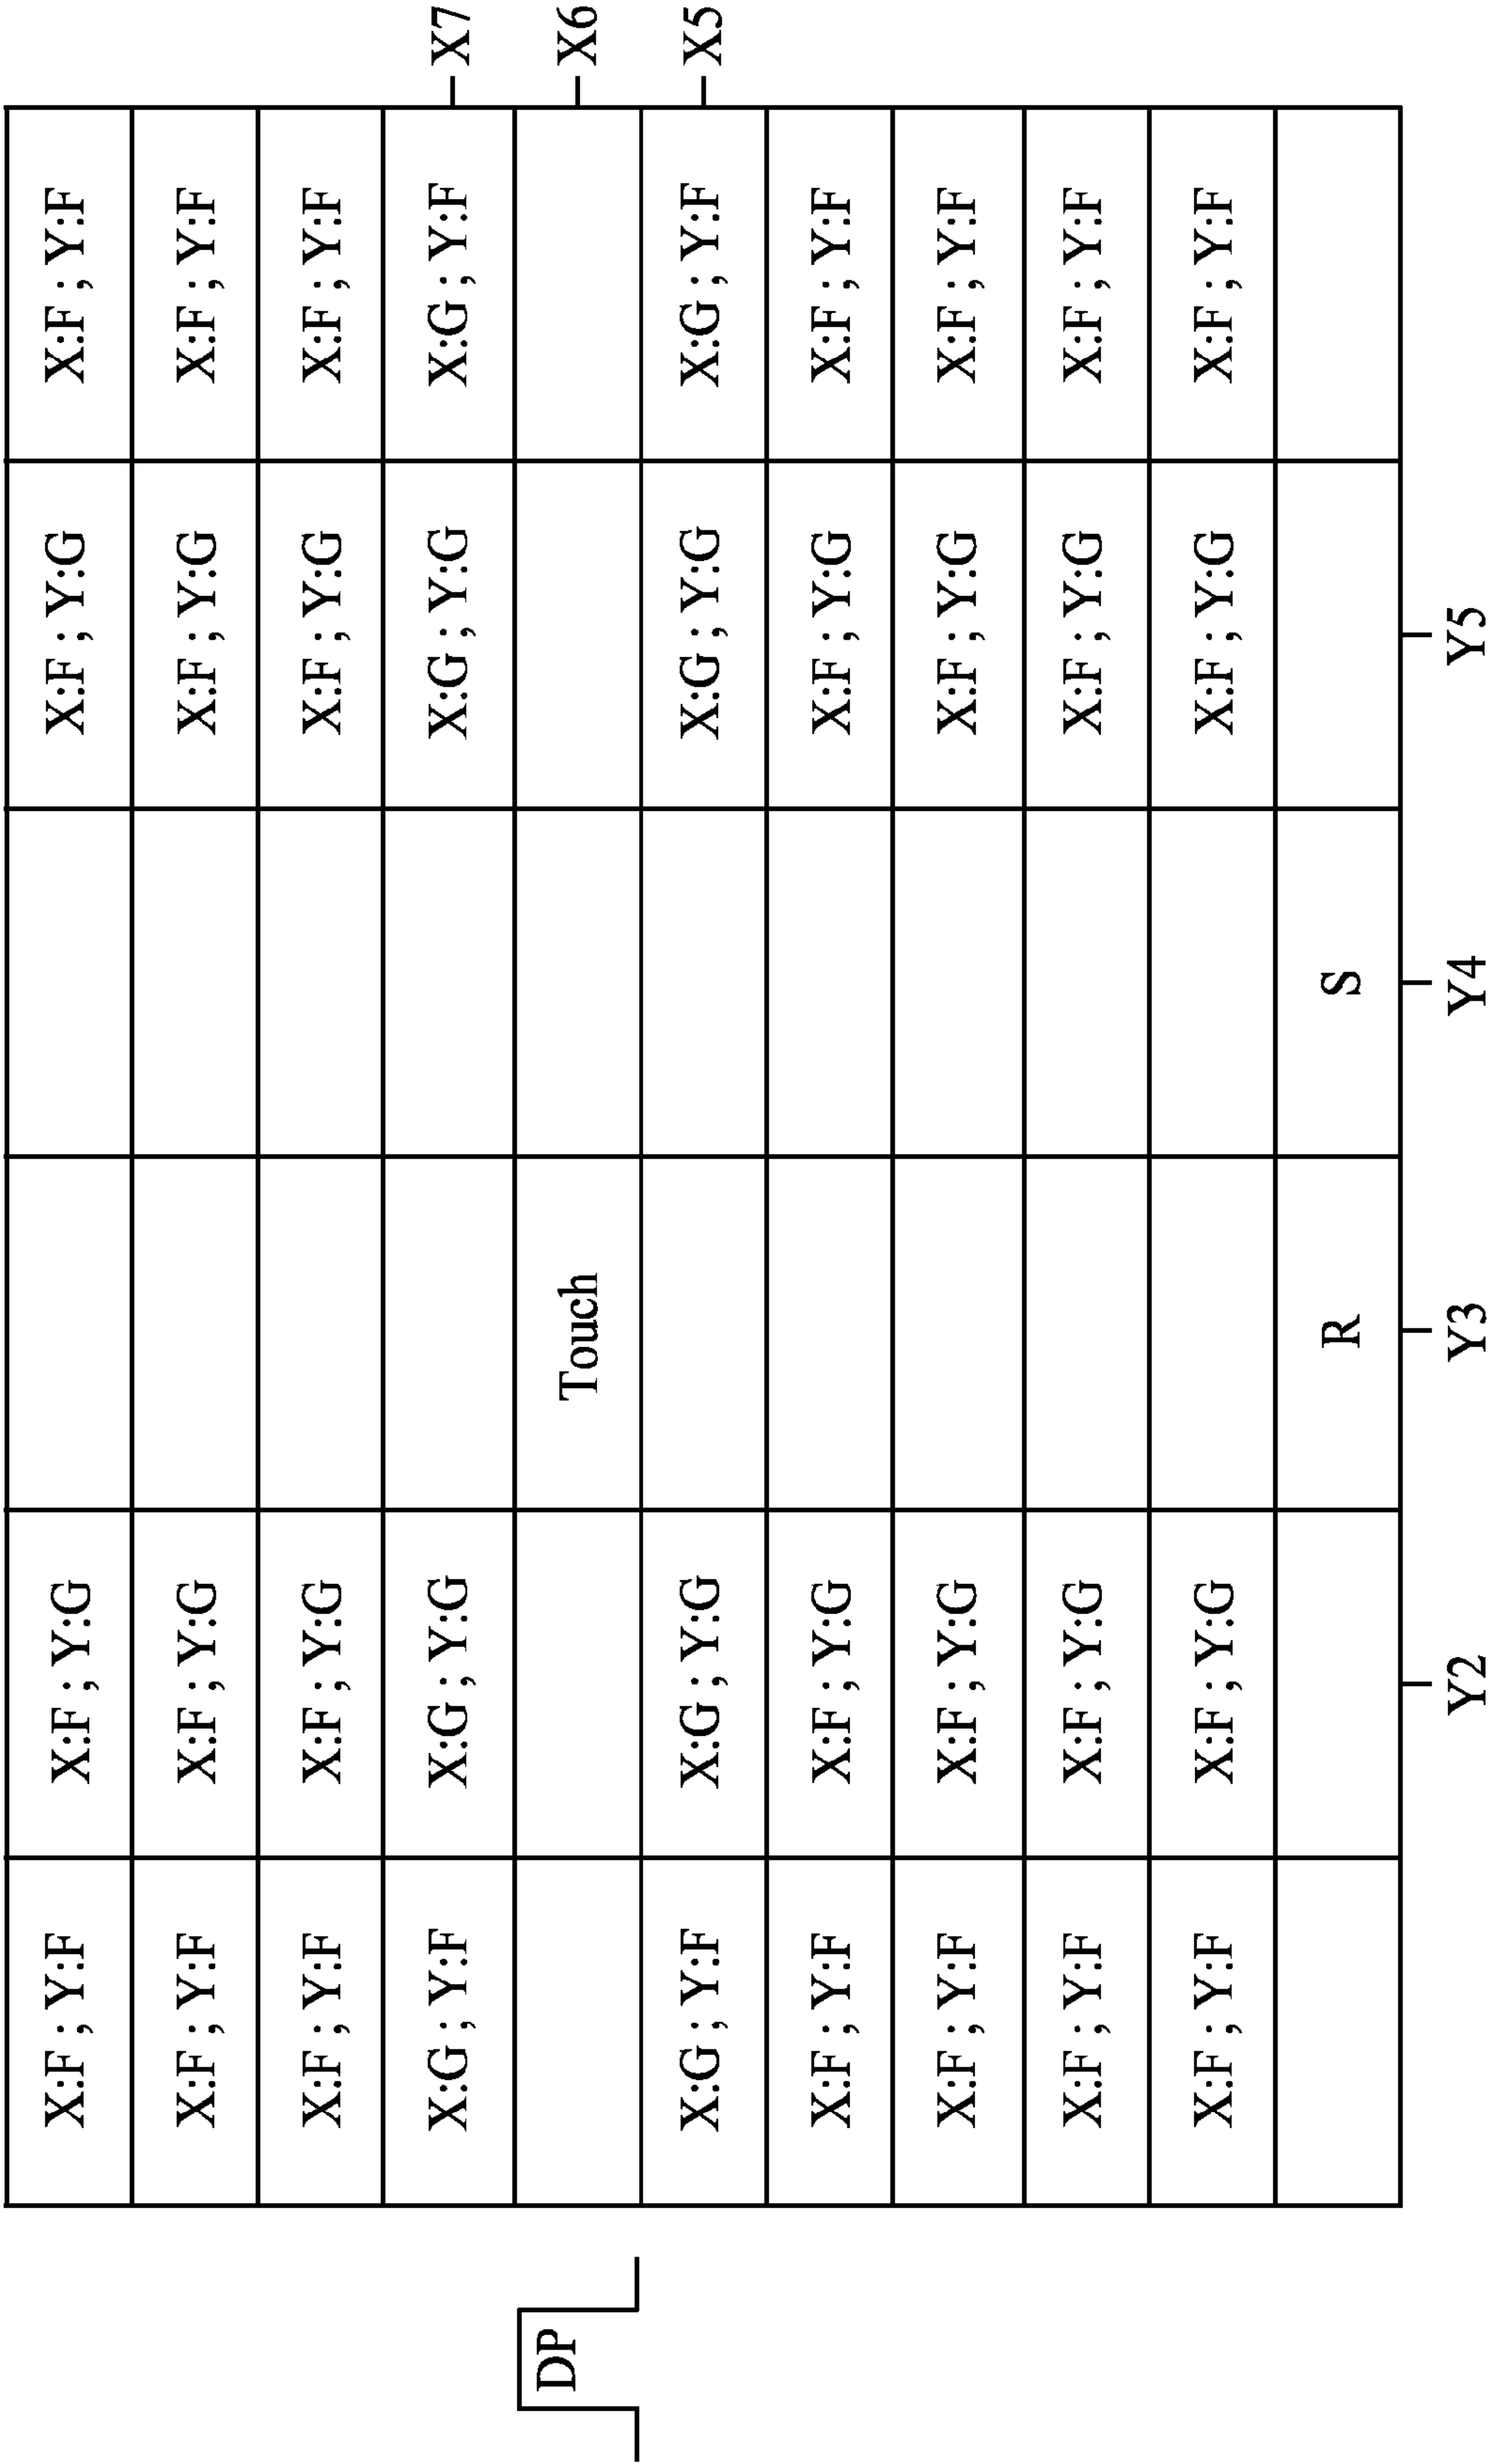 X:F ; Y:F X:F ; Y:G X:F ; Y:G X:F ; Y:F
X:F ; Y:F X:F ; Y:G X:F ; Y:G X:F ; Y:F
X:F ; Y:F X:F ; Y:G X:F ; Y:G X:F ; Y:F
X:G ; Y:F X:G ; Y:G X:G ; Y:G X:G ; Y:F X7
DP Touch X6
X:G ; Y:F X:G ; Y:G X:G ; Y:G X:G ; Y:F X5
X:F ; Y:F X:F ; Y:G X:F ; Y:G X:F ; Y:F
X:F ; Y:F X:F ; Y:G X:F ; Y:G X:F ; Y:F
X:F ; Y:F X:F ; Y:G X:F ; Y:G X:F ; Y:F
X:F ; Y:F X:F ; Y:G X:F ; Y:G X:F ; Y:F
R S
Y2 Y3 Y4 Y5